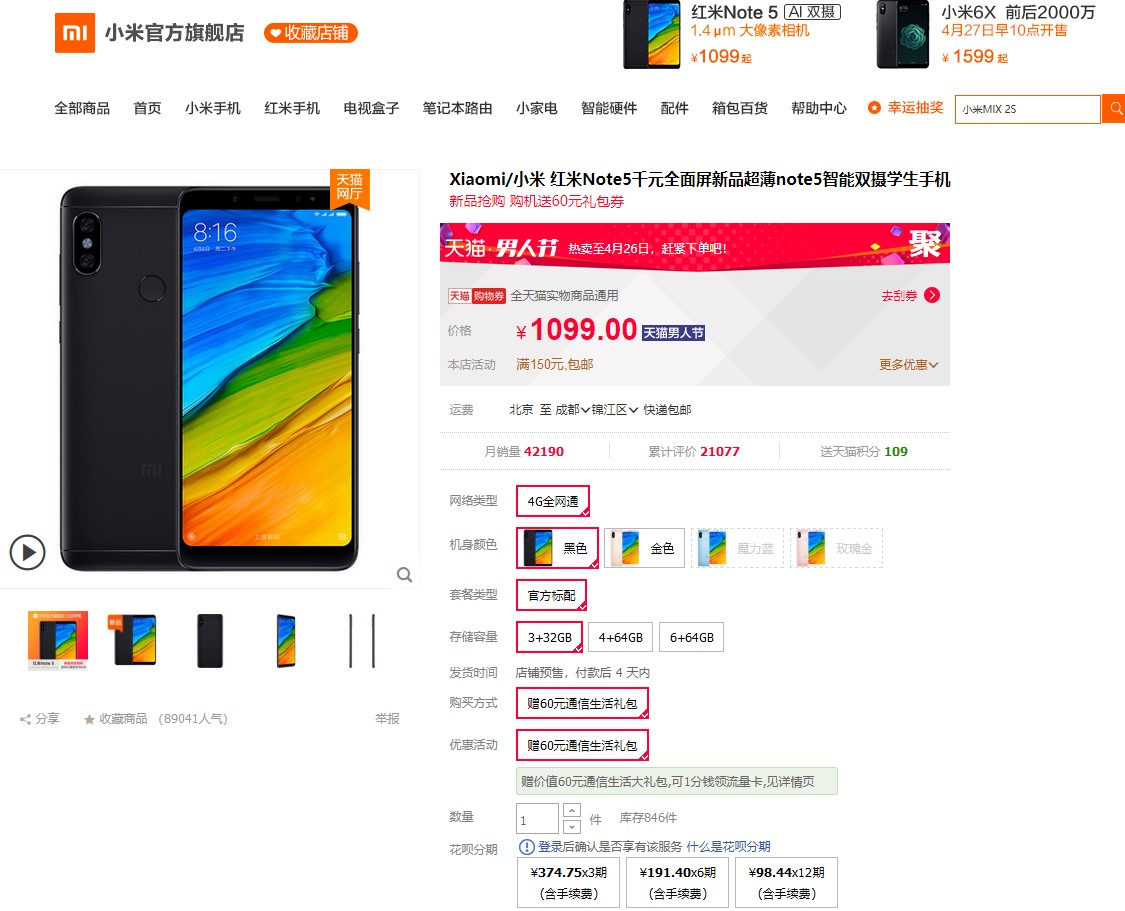 小米官方旗舰店
收藏店铺
红米Note 5 AI 双摄
1.4μm 大像素相机
¥1099起
小米6X 前后2000万
4月27日早10点开售
¥ 1599 起
全部商品 首页 小米手机 红米手机 电视盒子 笔记本路由 小家电 智能硬件 配件 箱包百货 帮助中心 幸运抽奖 小米MIX 2S
天猫
网厅
8:16
Xiaomi/小米 红米Note5千元全面屏新品超薄note5智能双摄学生手机
新品抢购 购机送60元礼包券
天猫·男人节 热卖至4月26日，赶紧下单吧! 聚
天猫 购物券 全天猫实物商品通用 去刮券
价格 ¥1099.00 天猫男人节
本店活动 满150元,包邮 更多优惠
运费 北京 至 成都 锦江区 快递包邮
月销量 42190 累计评价 21077 送天猫积分 109
网络类型 4G全网通
机身颜色 黑色 金色 魔力蓝 玫瑰金
套餐类型 官方标配
存储容量 3+32GB 4+64GB 6+64GB
发货时间 店铺预售，付款后 4 天内
购买方式 赠60元通信生活礼包
优惠活动 赠60元通信生活礼包
赠价值60元通信生活大礼包,可1分钱领流量卡,见详情页
数量 1 件 库存846件
花呗分期 登录后确认是否享有该服务 什么是花呗分期
¥374.75x3期 ¥191.40x6期 ¥98.44x12期
(含手续费) (含手续费) (含手续费)
新品
红米Note 5
分享 收藏商品 (89041人气) 举报